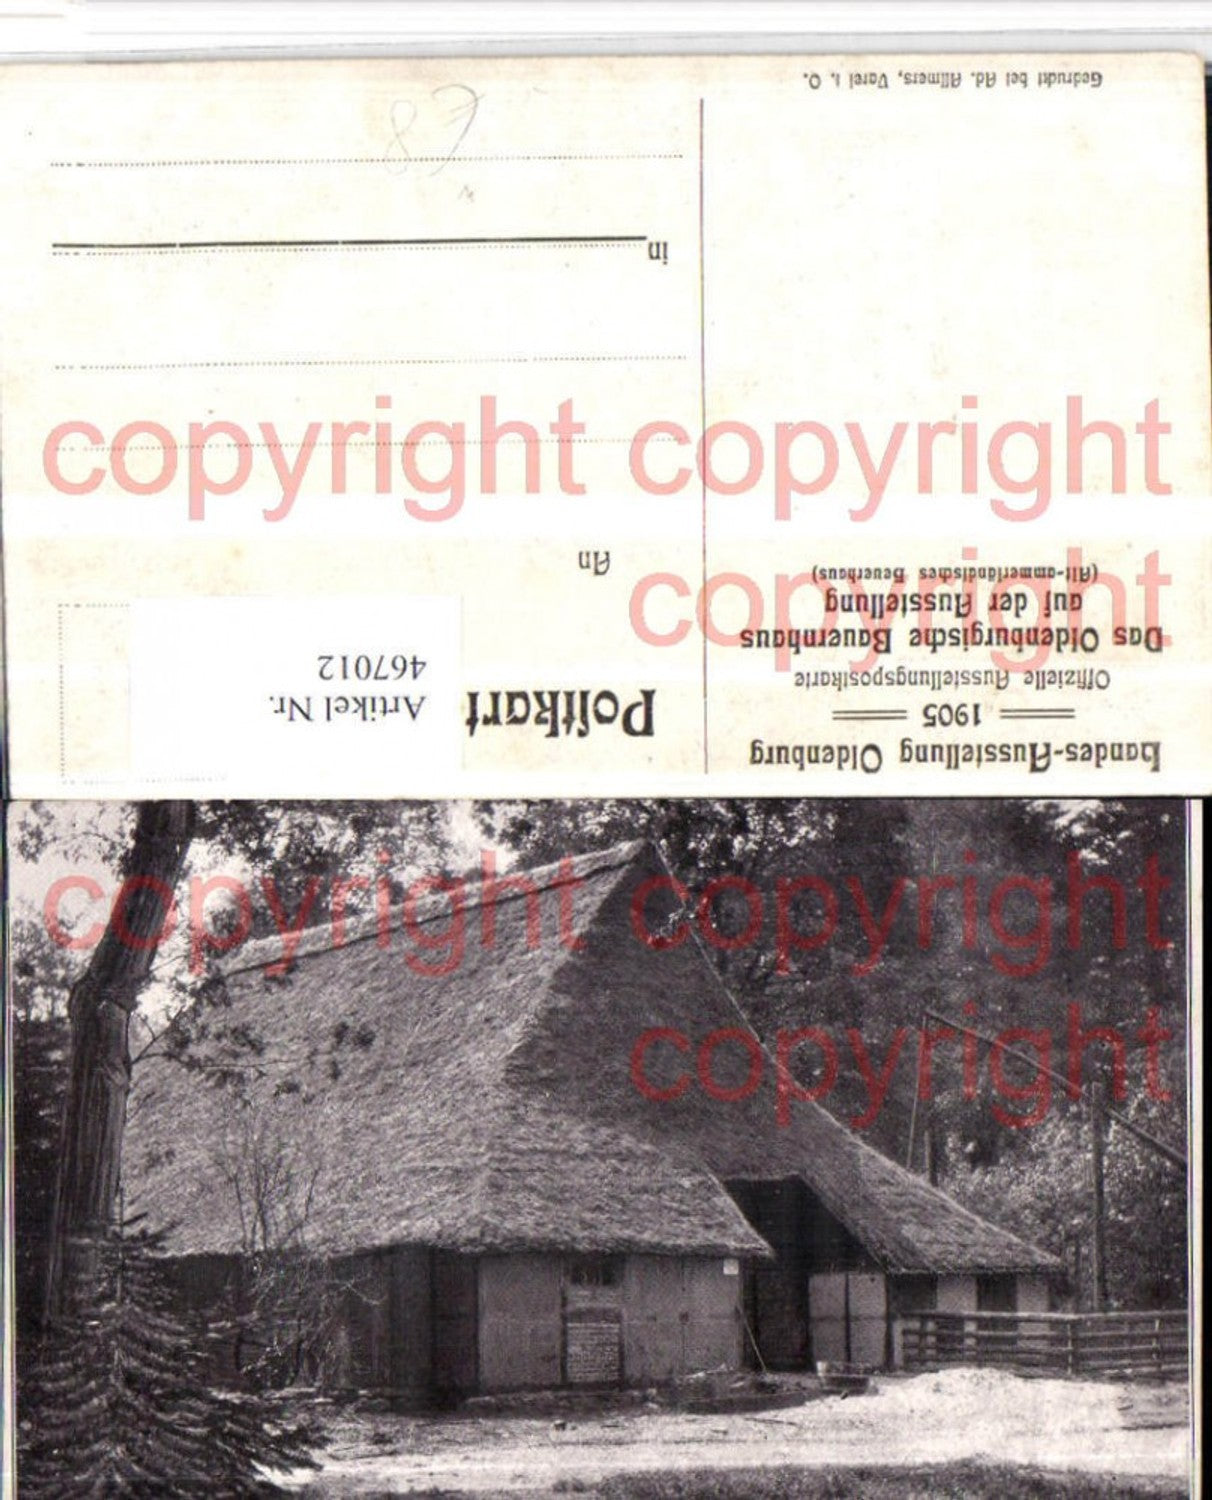 Landes-Ausstellung Oldenburg
1905
Offizielle Ausstellungspostkarte
Das Oldenburgische Bauernhaus
auf der Ausstellung
(Alt-ammerländisches Bauernhaus)
Postkart
Artikel Nr.
467012
An
in
87
Gedruckt bei Ad. Allmers, Varel i. O.
copyright copyright
copyright
copyright copyright
copyright